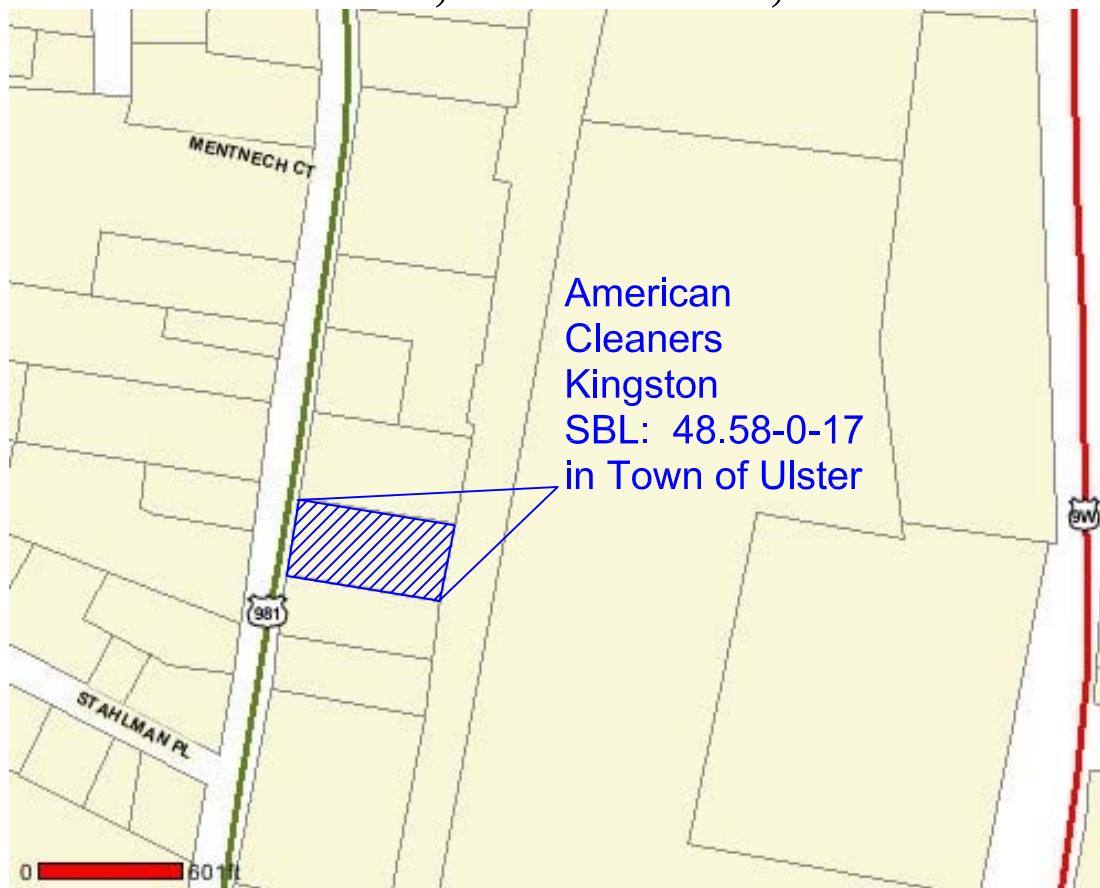 MENTNECH CT
American
Cleaners
Kingston
SBL: 48.58-0-17
in Town of Ulster
9W
981
STAHLMAN PL
0 601ft